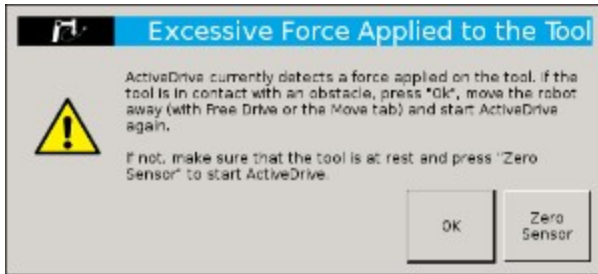 Excessive Force Applied to the Tool
ActiveDrive currently detects a force applied on the tool. If the
tool is in contact with an obstacle, press "Ok", move the robot
away (with Free Drive or the Move tab) and start ActiveDrive
again.
If not, make sure that the tool is at rest and press "Zero
Sensor" to start ActiveDrive.
OK
Zero
Sensor